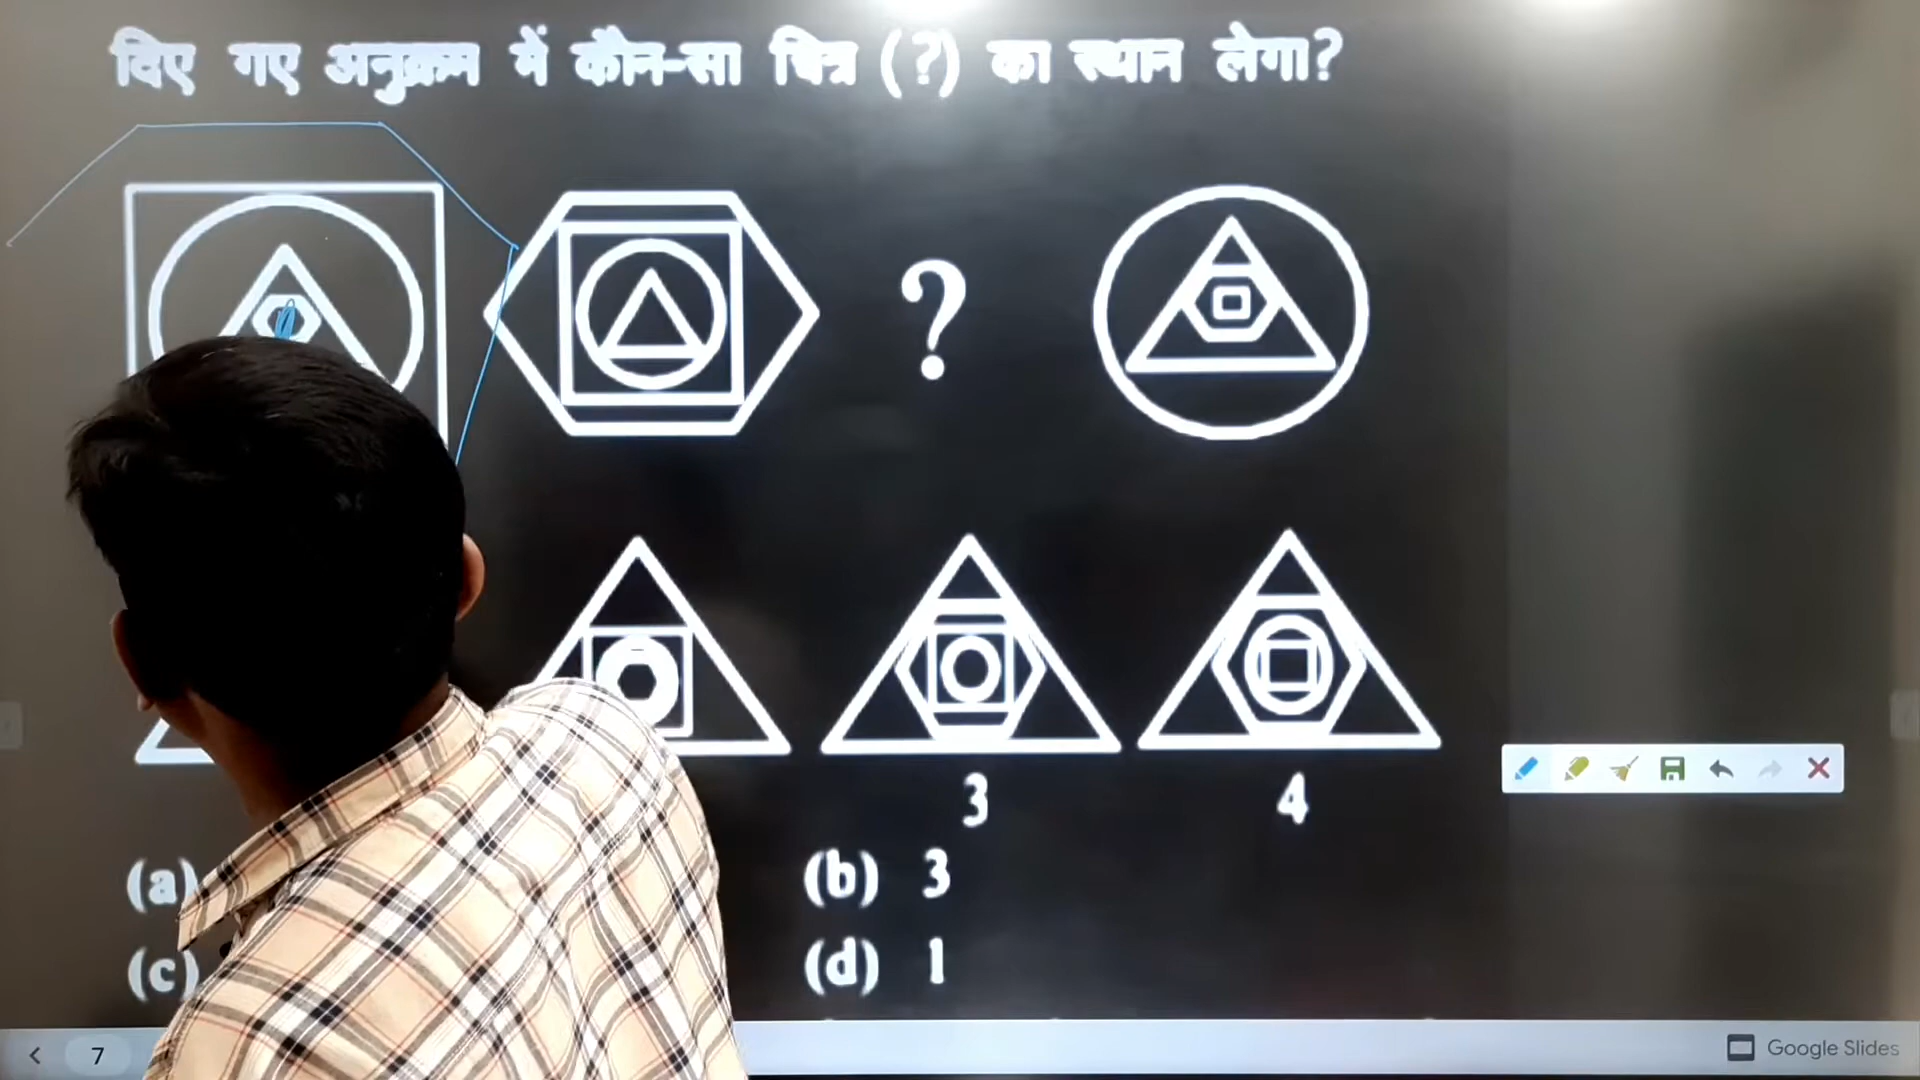 दिए गए अनुक्रम में कौन-सा चित्र (?) का स्थान लेगा?
?
3
4
(a)
(b) 3
(c)
(d) 1
7
Google Slides